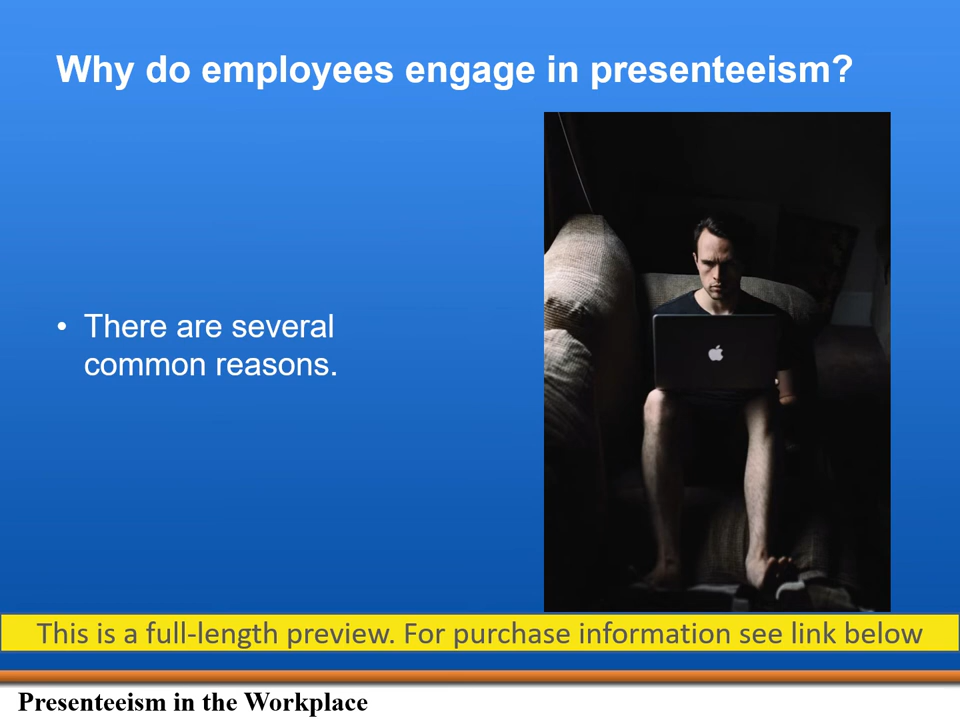 Why do employees engage in presenteeism?
• There are several
common reasons.
This is a full-length preview. For purchase information see link below
Presenteeism in the Workplace